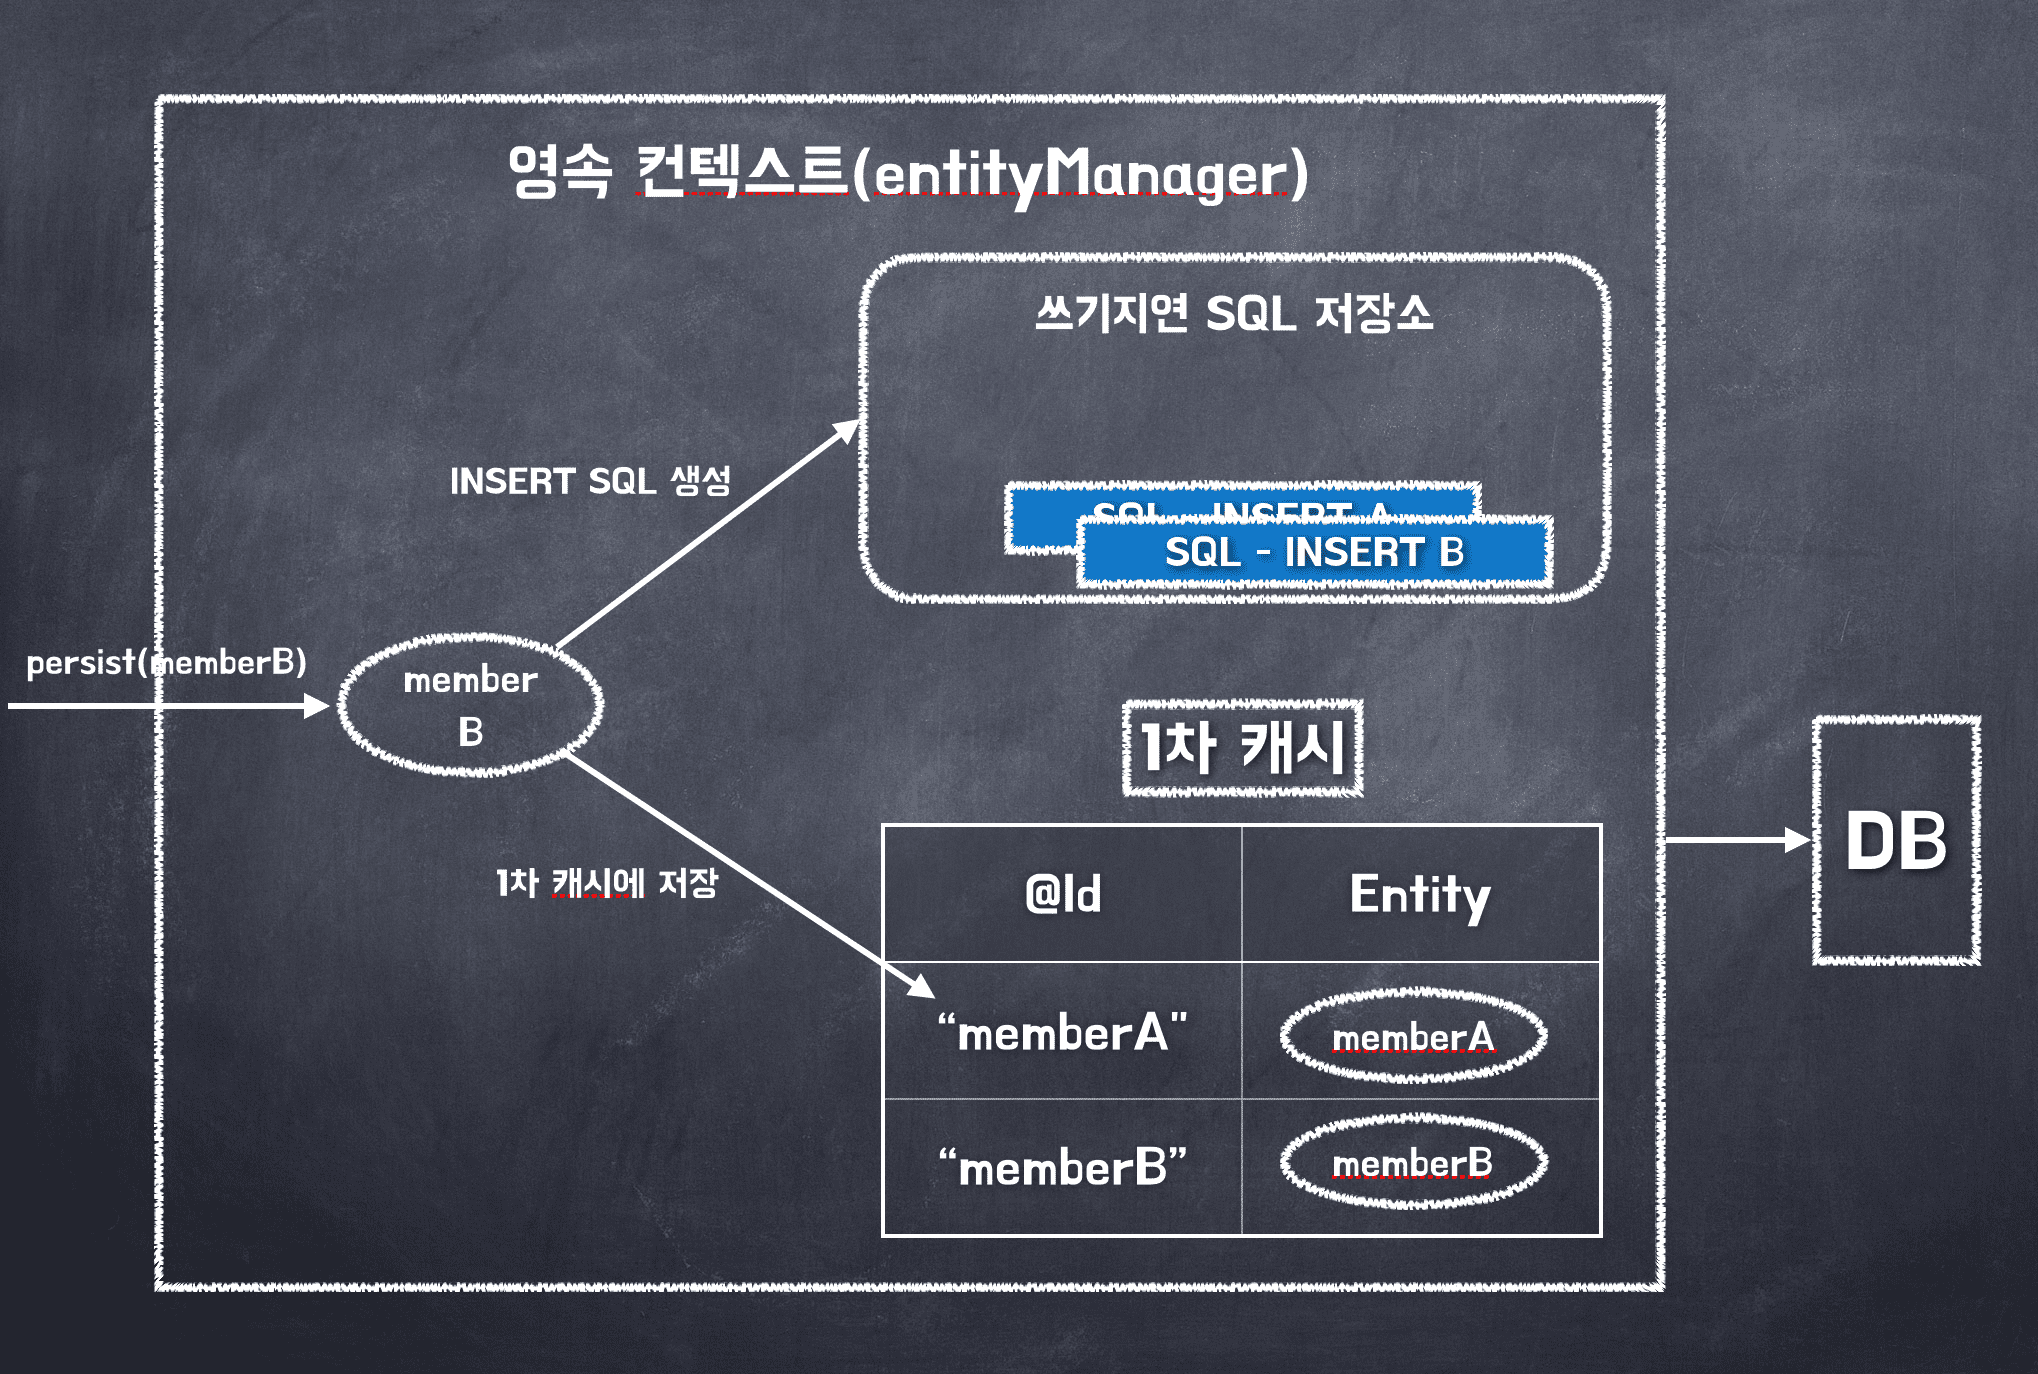 영속 컨텍스트(entityManager)
쓰기지연 SQL 저장소
INSERT SQL 생성
SQL - INSERT A
SQL - INSERT B
persist(memberB)
member
B
1차 캐시
DB
1차 캐시에 저장
@Id Entity
“memberA" memberA
“memberB” memberB